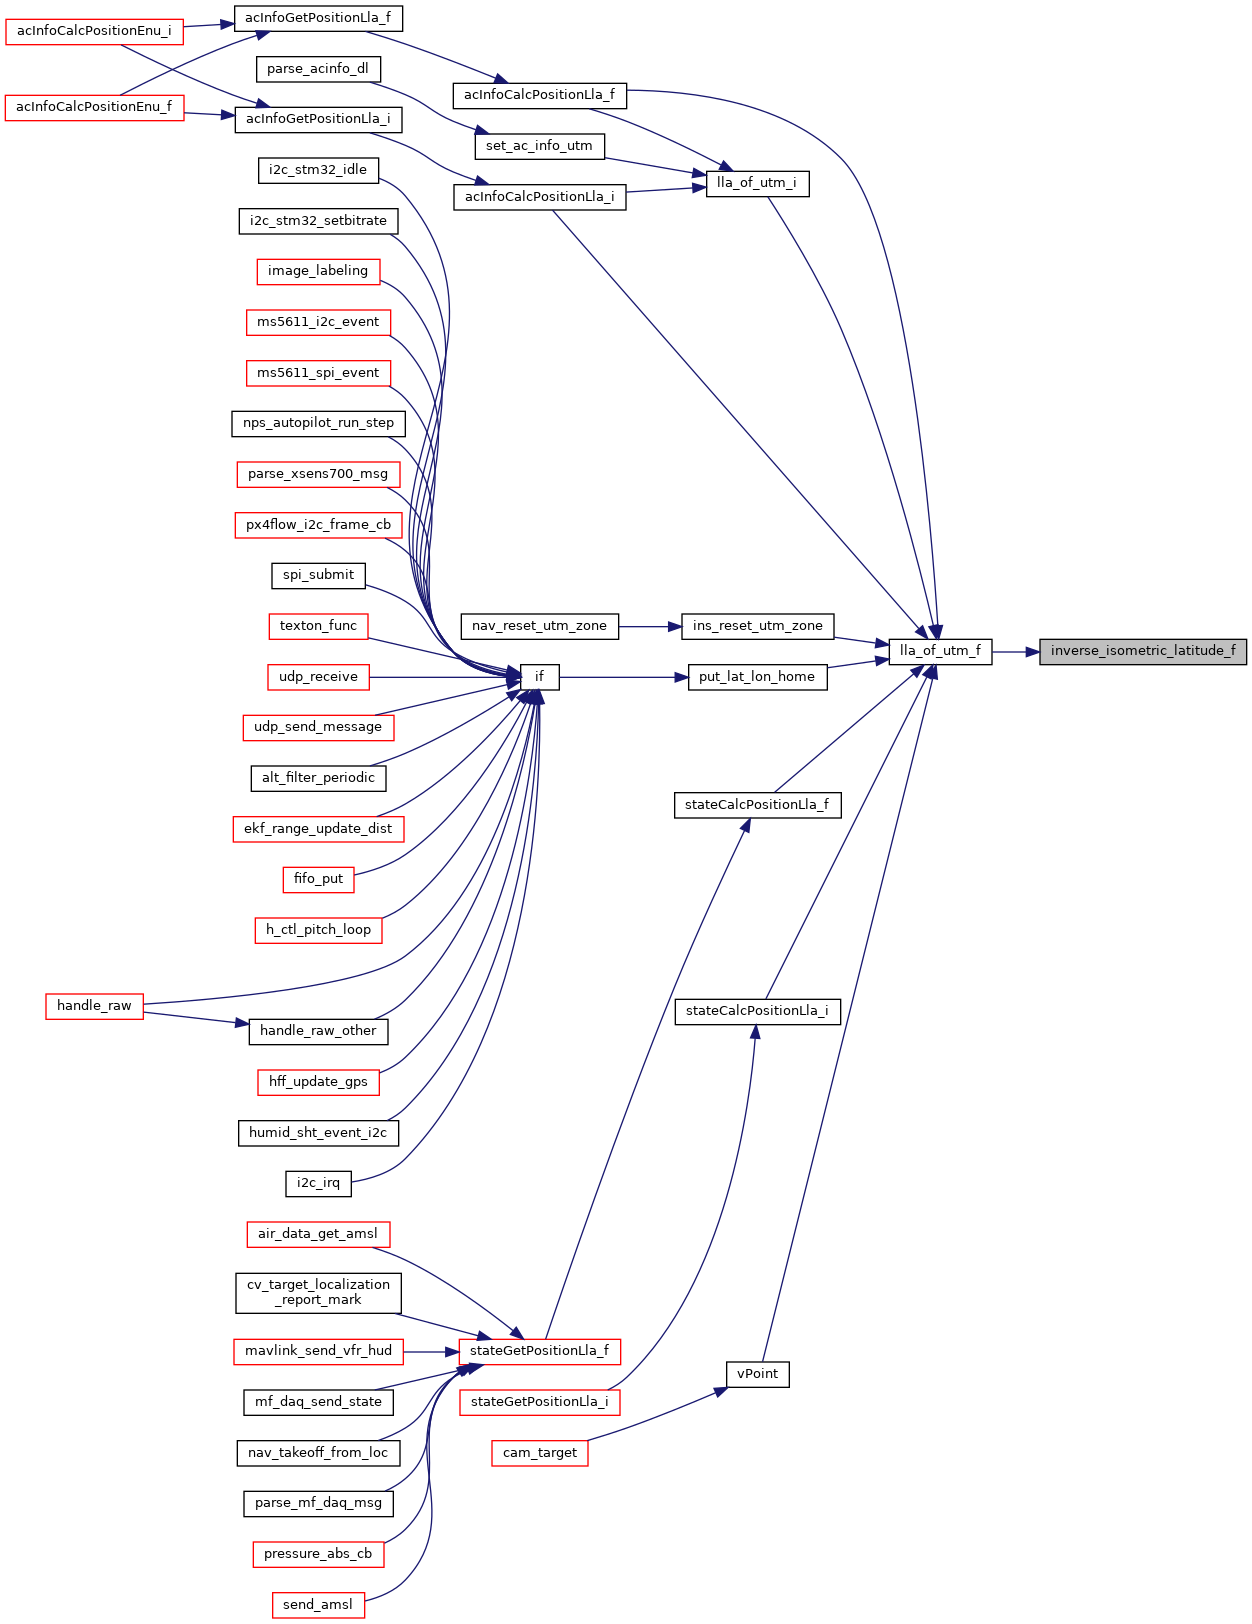 acInfoGetPositionLla_f
acInfoCalcPositionEnu_i
parse_acinfo_dl
acInfoCalcPositionLla_f
acInfoCalcPositionEnu_f
acInfoGetPositionLla_i
set_ac_info_utm
i2c_stm32_idle
lla_of_utm_i
acInfoCalcPositionLla_i
i2c_stm32_setbitrate
image_labeling
ms5611_i2c_event
ms5611_spi_event
nps_autopilot_run_step
parse_xsens700_msg
px4flow_i2c_frame_cb
spi_submit
texton_func
nav_reset_utm_zone
ins_reset_utm_zone
lla_of_utm_f
inverse_isometric_latitude_f
udp_receive
if
put_lat_lon_home
udp_send_message
alt_filter_periodic
stateCalcPositionLla_f
ekf_range_update_dist
fifo_put
h_ctl_pitch_loop
handle_raw
stateCalcPositionLla_i
handle_raw_other
hff_update_gps
humid_sht_event_i2c
i2c_irq
air_data_get_amsl
cv_target_localization
_report_mark
mavlink_send_vfr_hud
stateGetPositionLla_f
vPoint
mf_daq_send_state
stateGetPositionLla_i
nav_takeoff_from_loc
cam_target
parse_mf_daq_msg
pressure_abs_cb
send_amsl